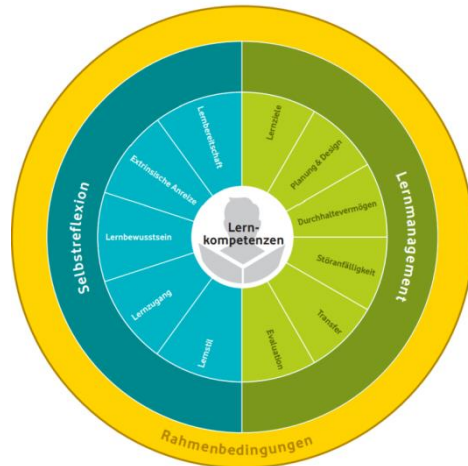 Selbstreflexion
Lernmanagement
Lernbereitschaft
Extrinsische Anreize
Lernbewusstsein
Lernzugang
Lernstil
Lernziele
Planung & Design
Durchhaltevermögen
Störanfälligkeit
Transfer
Evaluation
Lern-
kompetenzen
Rahmenbedingungen